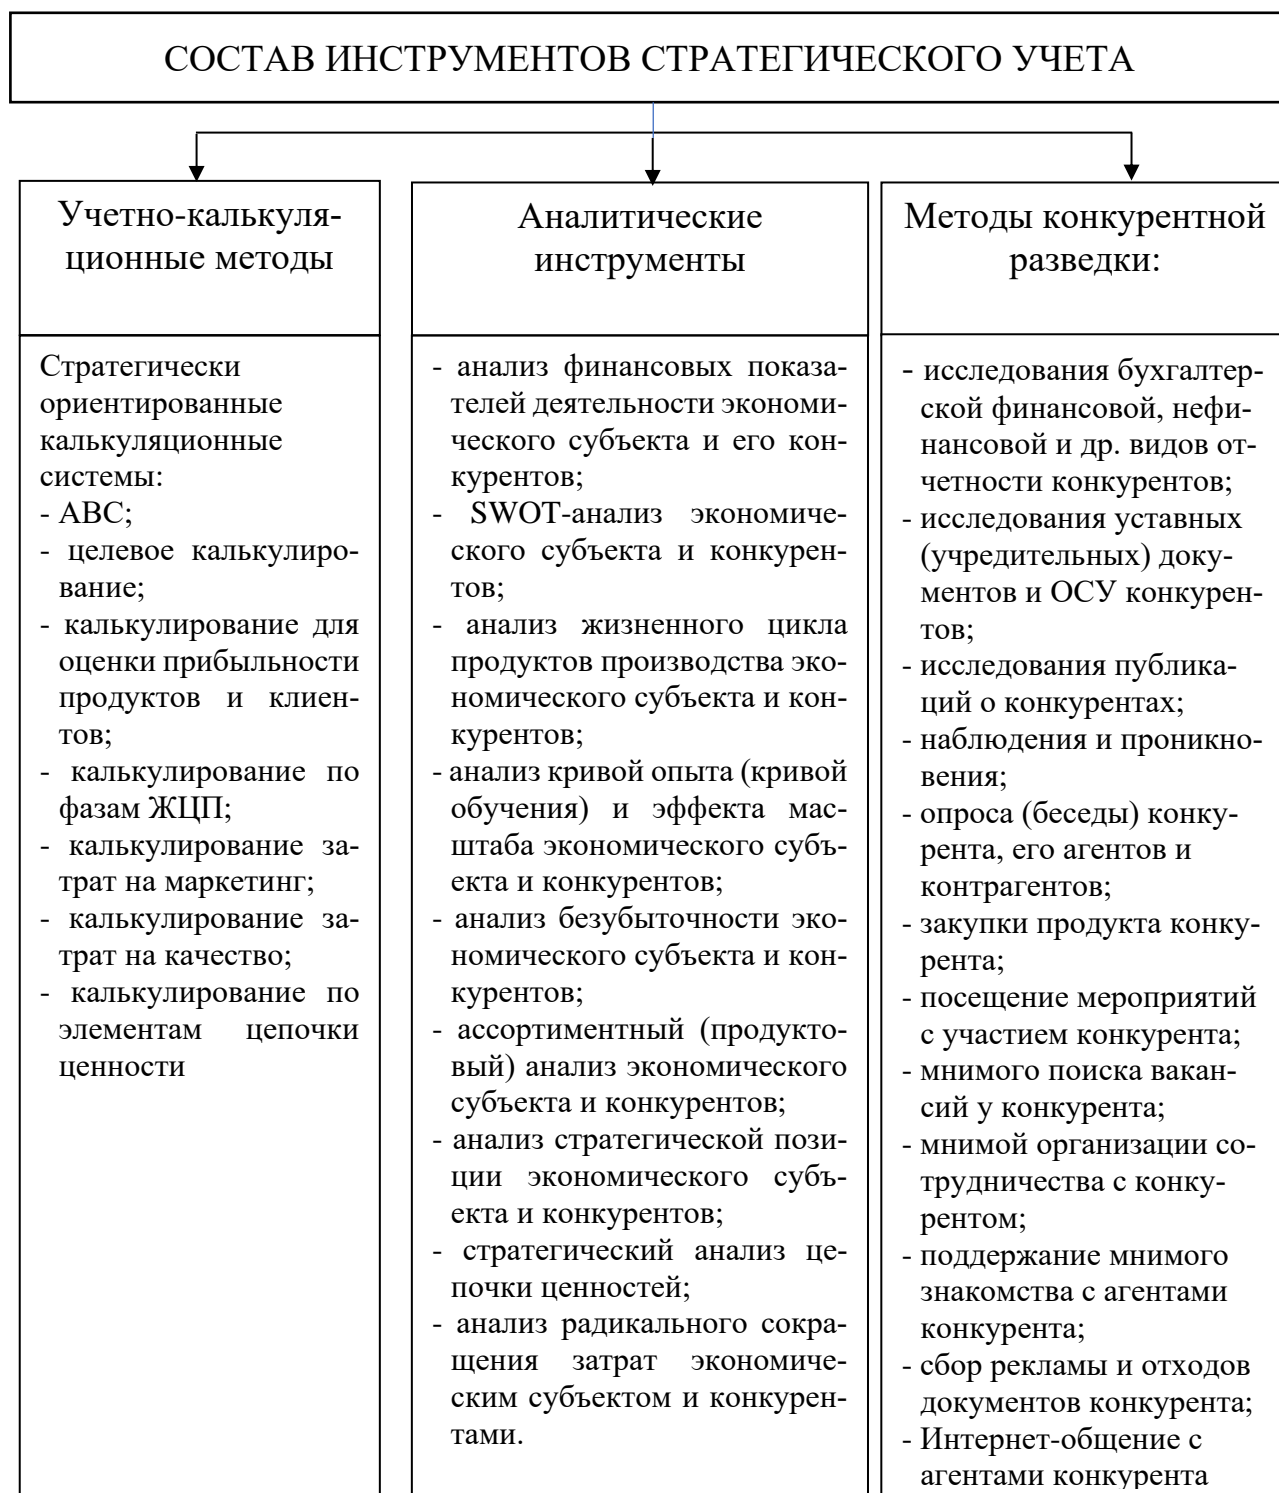 СОСТАВ ИНСТРУМЕНТОВ СТРАТЕГИЧЕСКОГО УЧЕТА
Учетно-калькуля-
ционные методы
Стратегически
ориентированные
калькуляционные
системы:
- АВС;
- целевое калькулиро-
вание;
- калькулирование для
оценки прибыльности
продуктов и клиен-
тов;
- калькулирование по
фазам ЖЦП;
- калькулирование за-
трат на маркетинг;
- калькулирование за-
трат на качество;
- калькулирование по
элементам цепочки
ценности
Аналитические
инструменты
- анализ финансовых показа-
телей деятельности экономи-
ческого субъекта и его кон-
курентов;
- SWOT-анализ экономиче-
ского субъекта и конкурен-
тов;
- анализ жизненного цикла
продуктов производства эко-
номического субъекта и кон-
курентов;
- анализ кривой опыта (кривой
обучения) и эффекта мас-
штаба экономического субъ-
екта и конкурентов;
- анализ безубыточности эко-
номического субъекта и кон-
курентов;
- ассортиментный (продукто-
вый) анализ экономического
субъекта и конкурентов;
- анализ стратегической пози-
ции экономического субъ-
екта и конкурентов;
- стратегический анализ це-
почки ценностей;
- анализ радикального сокра-
щения затрат экономиче-
ским субъектом и конкурен-
тами.
Методы конкурентной
разведки:
- исследования бухгалтер-
ской финансовой, нефи-
нансовой и др. видов от-
четности конкурентов;
- исследования уставных
(учредительных) доку-
ментов и ОСУ конкурен-
тов;
- исследования публика-
ций о конкурентах;
- наблюдения и проникно-
вения;
- опроса (беседы) конку-
рента, его агентов и
контрагентов;
- закупки продукта конку-
рента;
- посещение мероприятий
с участием конкурента;
- мнимого поиска вакан-
сий у конкурента;
- мнимой организации со-
трудничества с конку-
рентом;
- поддержание мнимого
знакомства с агентами
конкурента;
- сбор рекламы и отходов
документов конкурента;
- Интернет-общение с
агентами конкурента